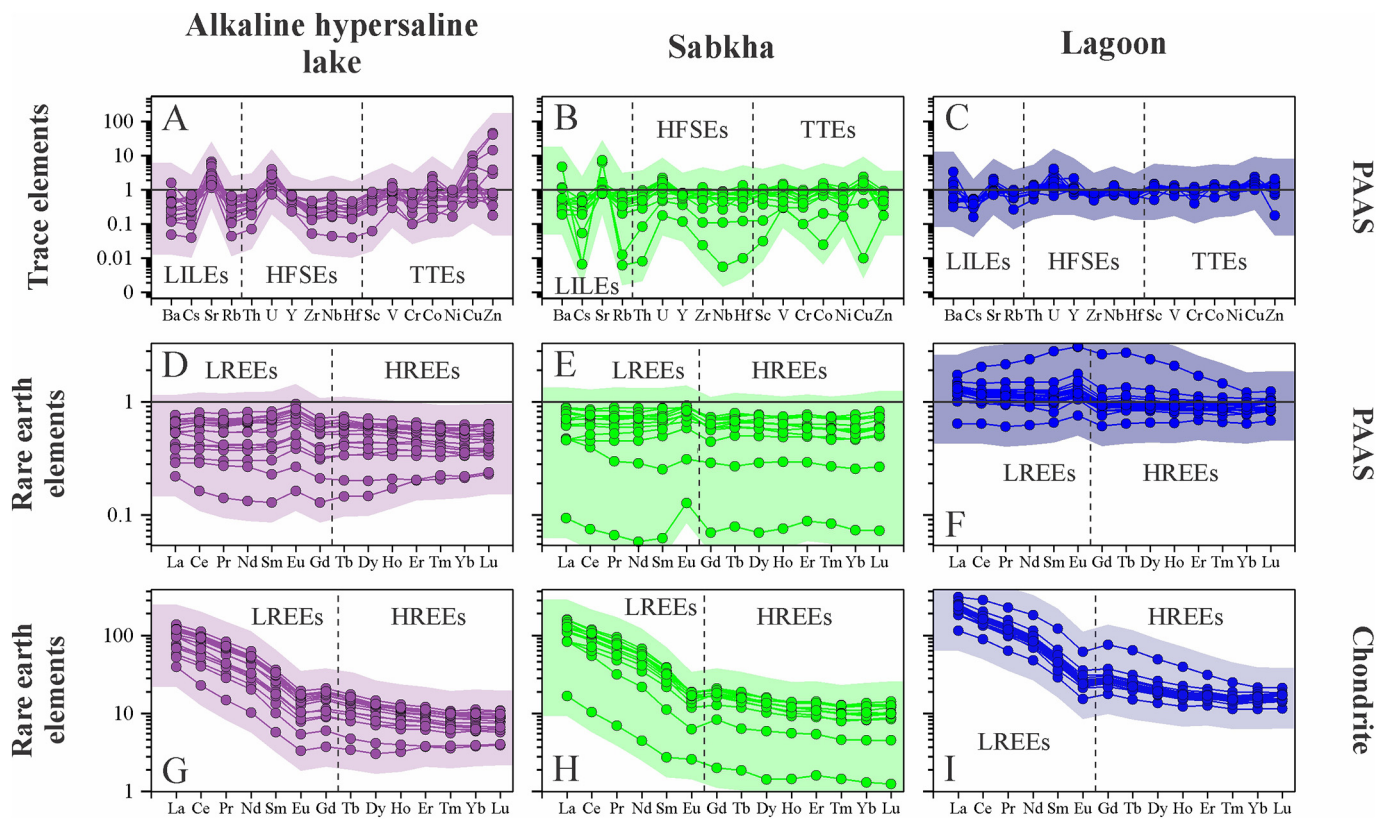 Alkaline hypersaline
lake
Sabkha
Lagoon
Trace elements
A
100
10
1
0.1
0.01
0
LILEs
HFSEs
TTEs
Ba Cs Sr Rb Th U Y Zr Nb Hf Sc V Cr Co Ni Cu Zn
B
HFSEs
TTEs
LILEs
Ba Cs Sr Rb Th U Y Zr Nb Hf Sc V Cr Co Ni Cu Zn
C
LILEs
HFSEs
TTEs
Ba Cs Sr Rb Th U Y Zr Nb Hf Sc V Cr Co Ni Cu Zn
PAAS
Rare earth
elements
D
LREEs
HREEs
1
0.1
La Ce Pr Nd Sm Eu Gd Tb Dy Ho Er Tm Yb Lu
E
LREEs
HREEs
La Ce Pr Nd Sm Eu Gd Tb Dy Ho Er Tm Yb Lu
LREEs
HREEs
F
La Ce Pr Nd Sm Eu Gd Tb Dy Ho Er Tm Yb Lu
PAAS
Rare earth
elements
LREEs
HREEs
100
10
1
G
La Ce Pr Nd Sm Eu Gd Tb Dy Ho Er Tm Yb Lu
LREEs
HREEs
H
La Ce Pr Nd Sm Eu Gd Tb Dy Ho Er Tm Yb Lu
HREEs
LREEs
I
La Ce Pr Nd Sm Eu Gd Tb Dy Ho Er Tm Yb Lu
Chondrite